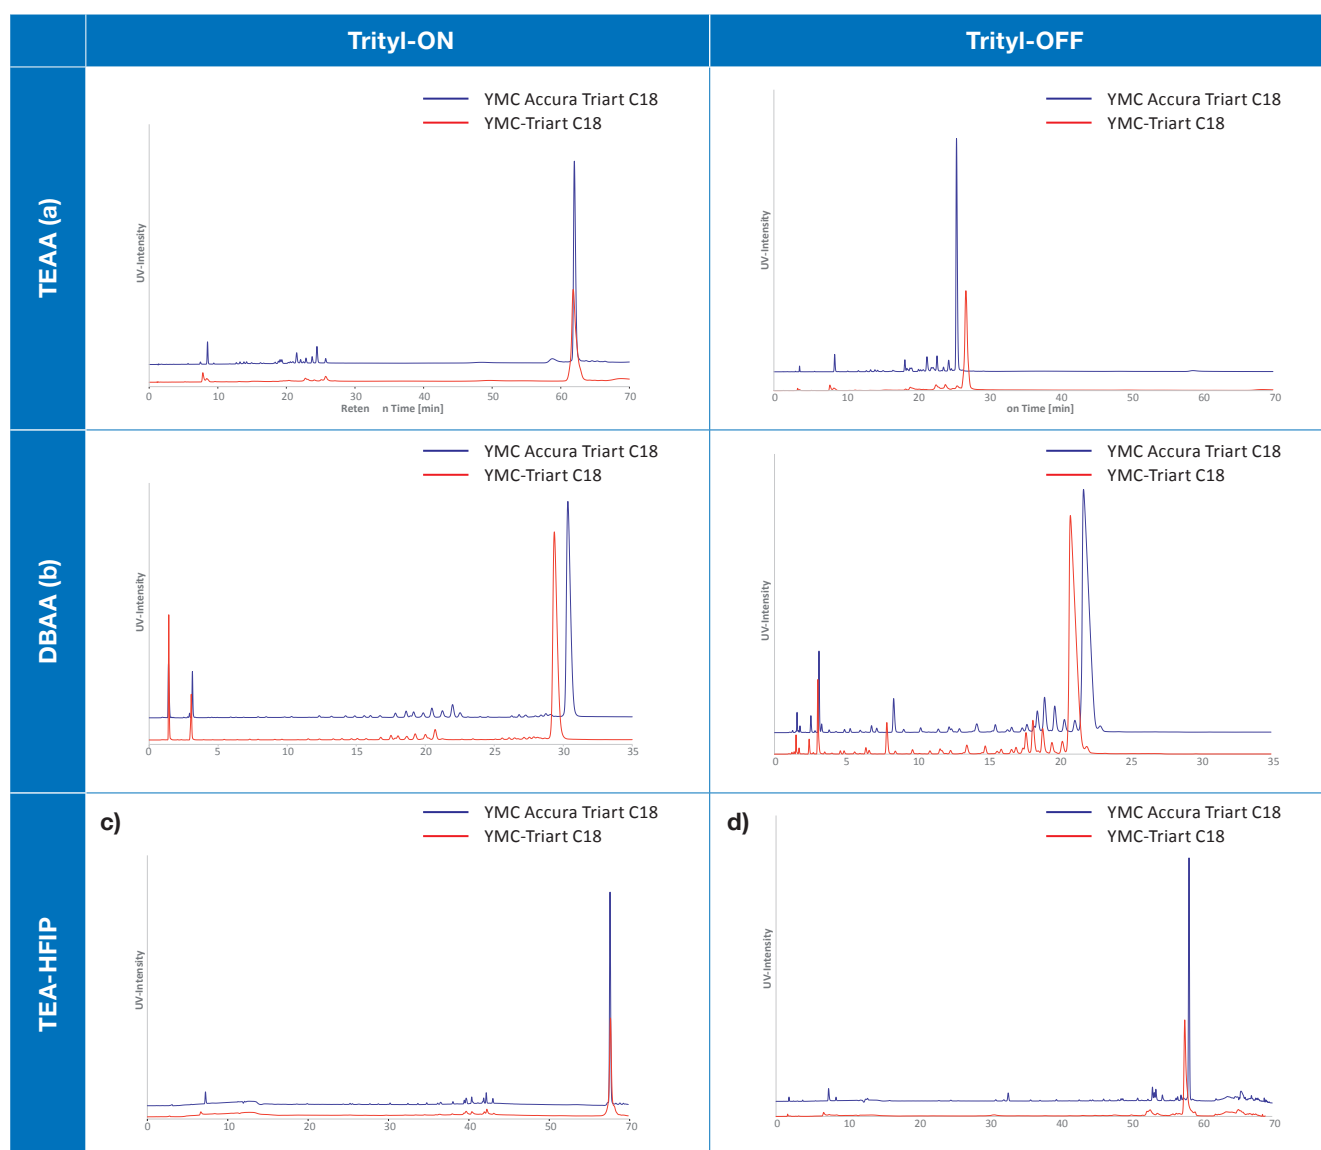 Trityl-ON
Trityl-OFF
TEAA (a)
YMC Accura Triart C18
YMC-Triart C18
UV-Intensity
0 10 20 30 40 50 60 70
Reten n Time [min]
YMC Accura Triart C18
YMC-Triart C18
UV-Intensity
0 10 20 30 40 50 60 70
on Time [min]
DBAA (b)
YMC Accura Triart C18
YMC-Triart C18
UV-Intensity
0 5 10 15 20 25 30 35
YMC Accura Triart C18
YMC-Triart C18
UV-Intensity
0 5 10 15 20 25 30 35
TEA-HFIP
c)
YMC Accura Triart C18
YMC-Triart C18
UV-Intensity
0 10 20 30 40 50 60 70
d)
YMC Accura Triart C18
YMC-Triart C18
UV-Intensity
0 10 20 30 40 50 60 70